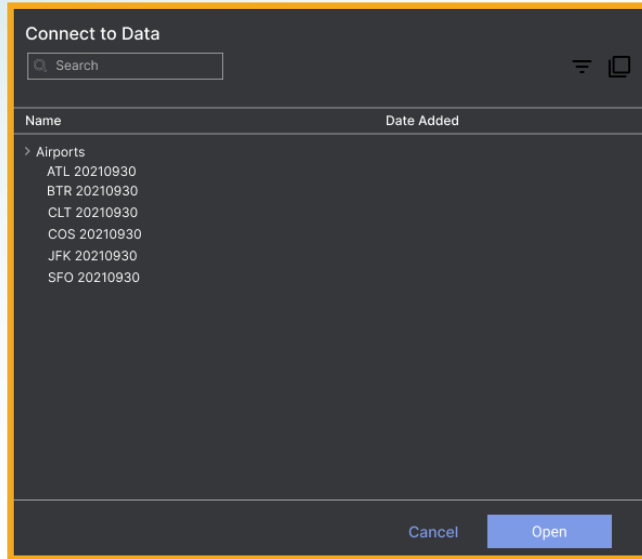 Connect to Data
Search
Name Date Added
Airports
ATL 20210930
BTR 20210930
CLT 20210930
COS 20210930
JFK 20210930
SFO 20210930
Cancel Open